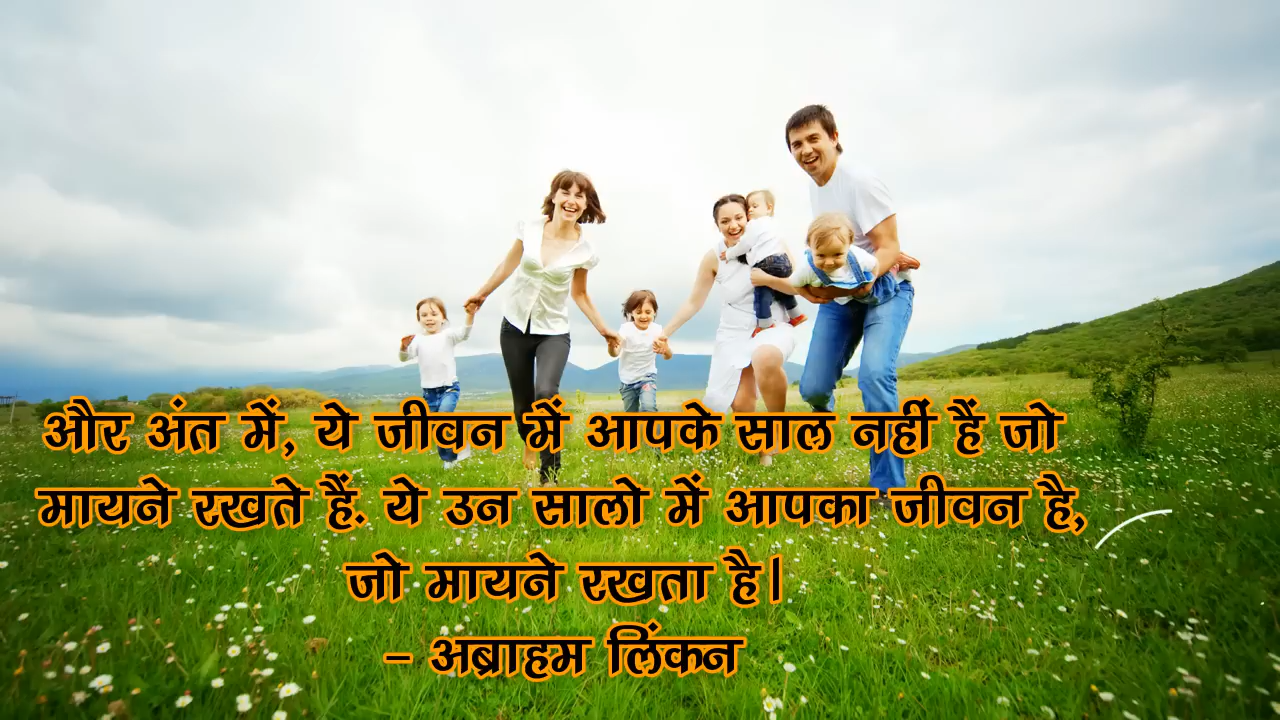 और अंत में, ये जीवन में आपके साल नहीं हैं जो
मायने रखते हैं. ये उन सालो में आपका जीवन है,
जो मायने रखता है।
- अब्राहम लिंकन